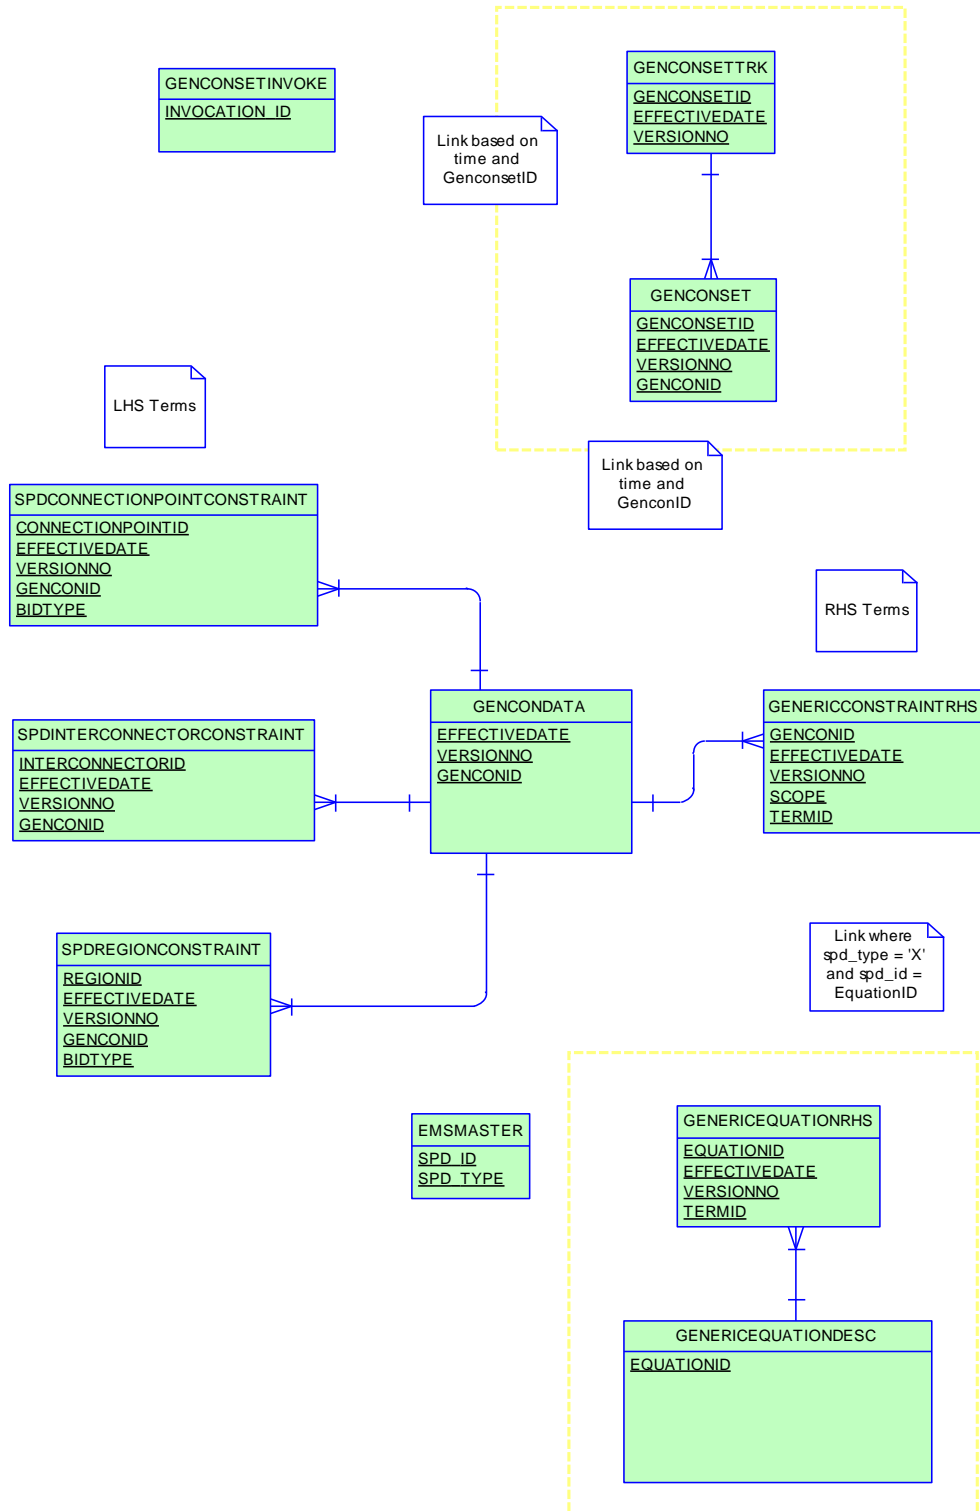 GENCONSETINVOKE
INVOCATION_ID
GENCONSETTRK
GENCONSETID
EFFECTIVEDATE
VERSIONNO
Link based on
time and
GenconsetID
GENCONSET
GENCONSETID
EFFECTIVEDATE
VERSIONNO
GENCONID
LHS Terms
Link based on
time and
GenconID
SPDCONNECTIONPOINTCONSTRAINT
CONNECTIONPOINTID
EFFECTIVEDATE
VERSIONNO
GENCONID
BIDTYPE
RHS Terms
SPDINTERCONNECTORCONSTRAINT
INTERCONNECTORID
EFFECTIVEDATE
VERSIONNO
GENCONID
GENCONDATA
EFFECTIVEDATE
VERSIONNO
GENCONID
GENERICCONSTRAINTRHS
GENCONID
EFFECTIVEDATE
VERSIONNO
SCOPE
TERMID
SPDREGIONCONSTRAINT
REGIONID
EFFECTIVEDATE
VERSIONNO
GENCONID
BIDTYPE
Link where
spd_type = 'X'
and spd_id =
EquationID
EMSMASTER
SPD_ID
SPD_TYPE
GENERICEQUATIONRHS
EQUATIONID
EFFECTIVEDATE
VERSIONNO
TERMID
GENERICEQUATIONDESC
EQUATIONID